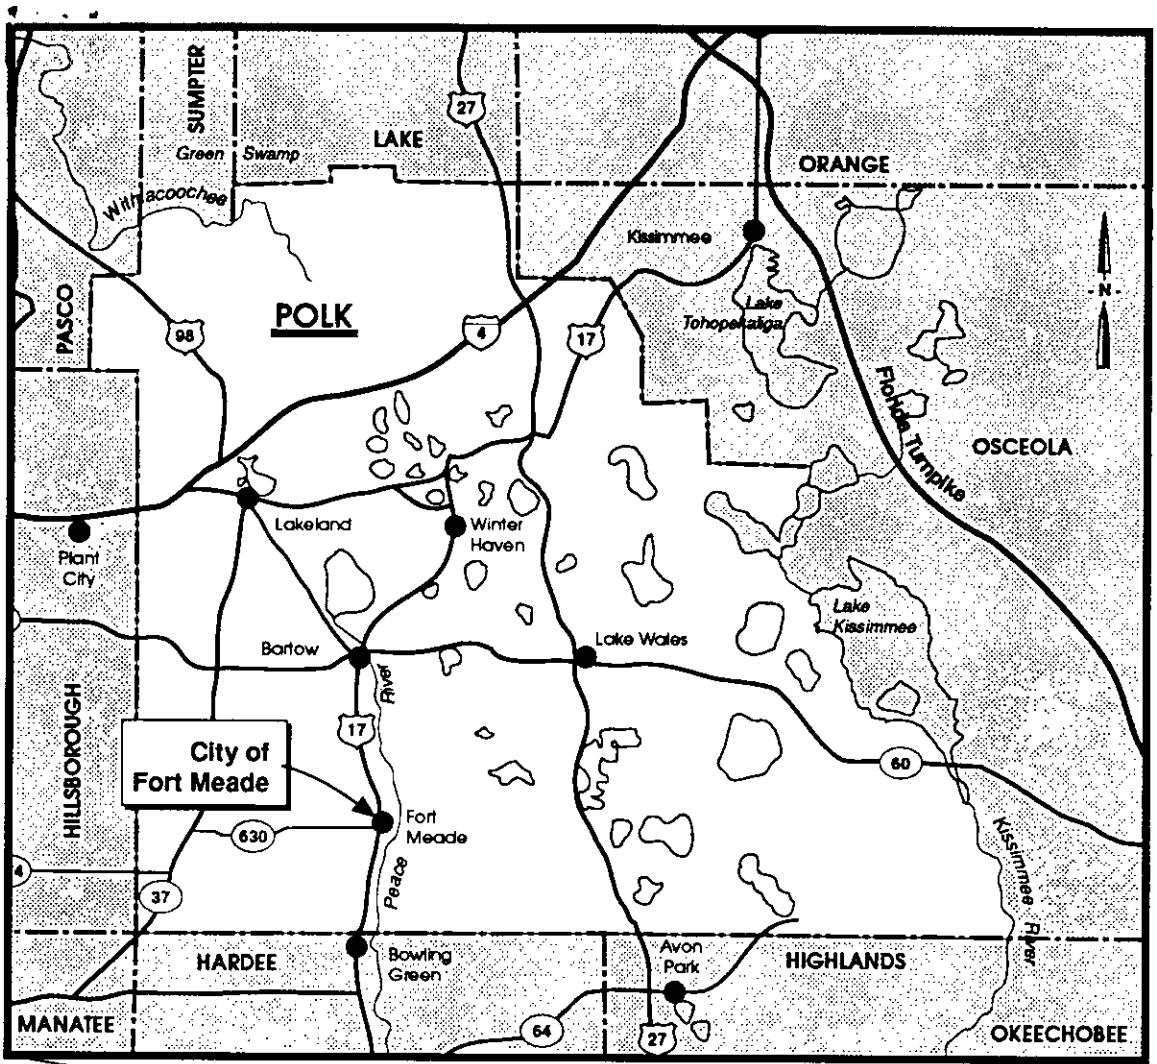 SUMPTER
27
LAKE
Green Swamp
ORANGE
Withlacoochee
Kissimmee
N
PASCO
POLK
98
4
17
Lake
Tohopekaliga
Florida Turnpike
OSCEOLA
Lakeland
Winter
Haven
Plant
City
Lake
Kissimmee
Bartow
Lake Wales
River
17
City of
Fort Meade
60
HILLSBOROUGH
Fort
Meade
630
Peace
Kissimmee River
4
37
HARDEE
Bowling
Green
Avon
Park
HIGHLANDS
MANATEE
64
27
OKEECHOBEE